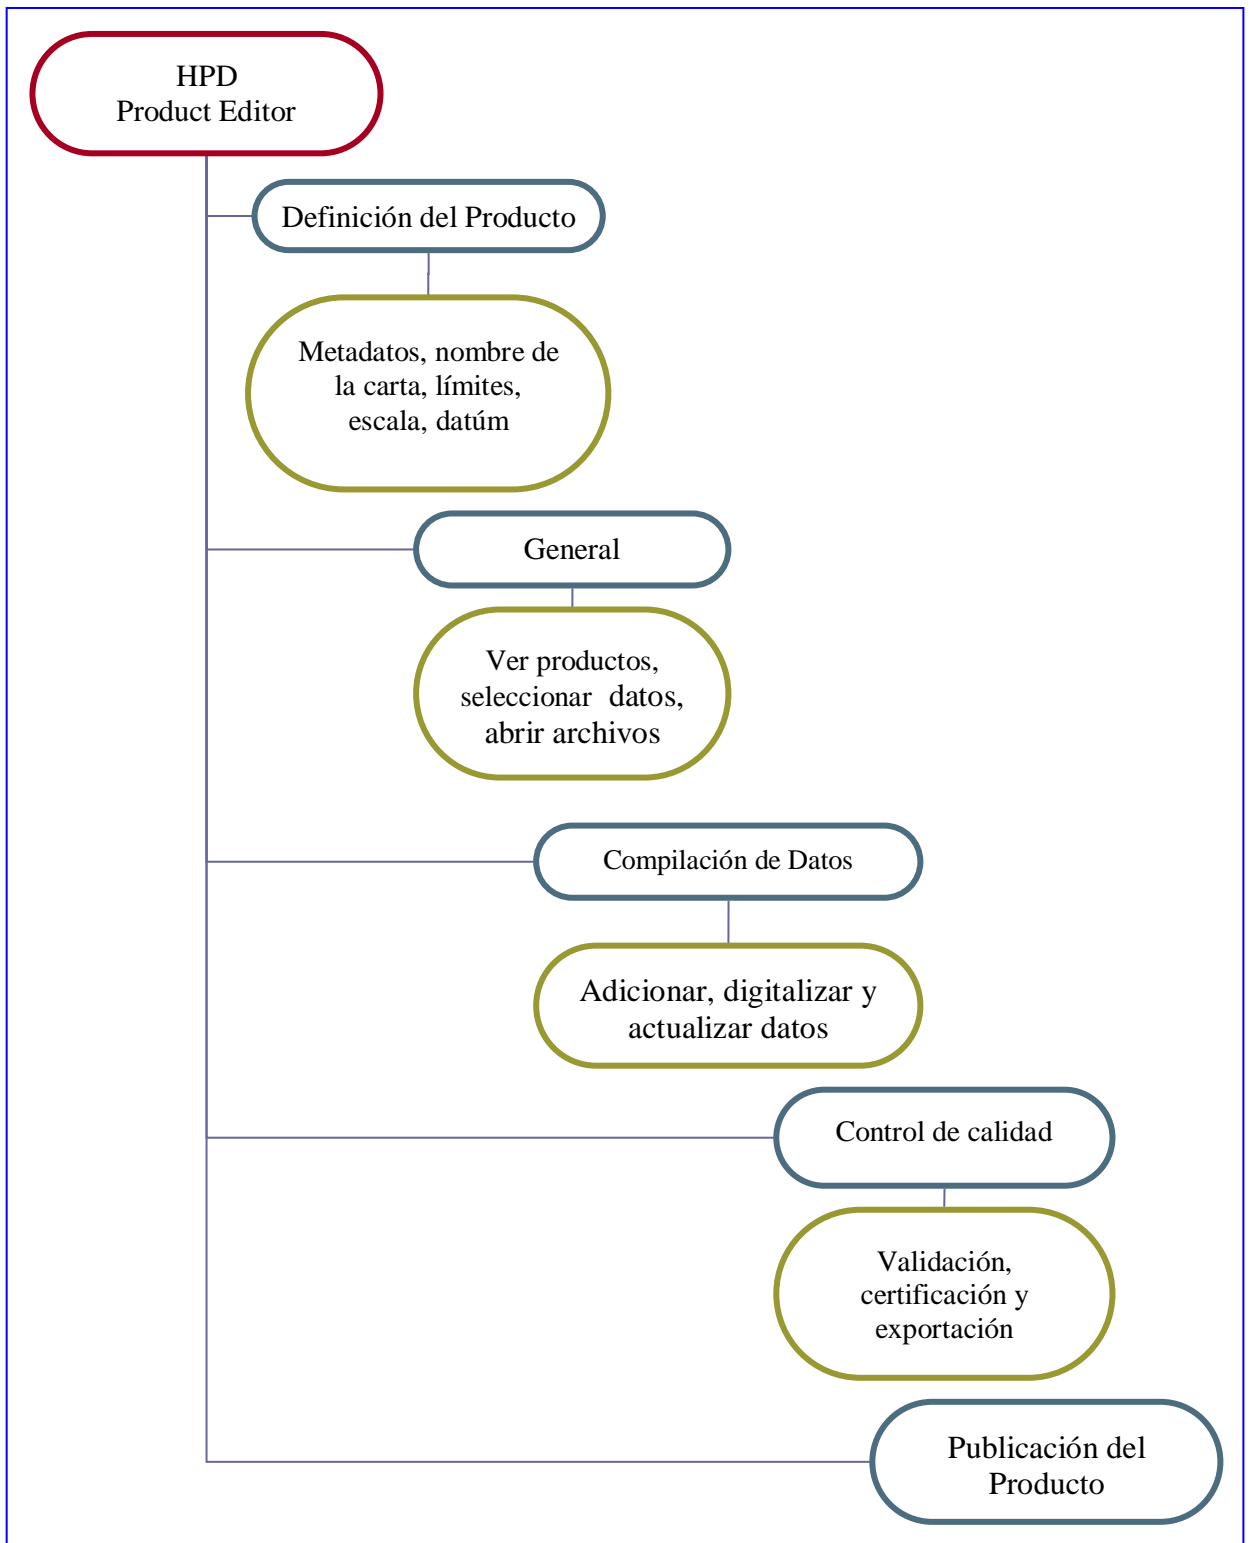 HPD
Product Editor
Definición del Producto
Metadatos, nombre de
la carta, límites,
escala, datúm
General
Ver productos,
seleccionar datos,
abrir archivos
Compilación de Datos
Adicionar, digitalizar y
actualizar datos
Control de calidad
Validación,
certificación y
exportación
Publicación del
Producto